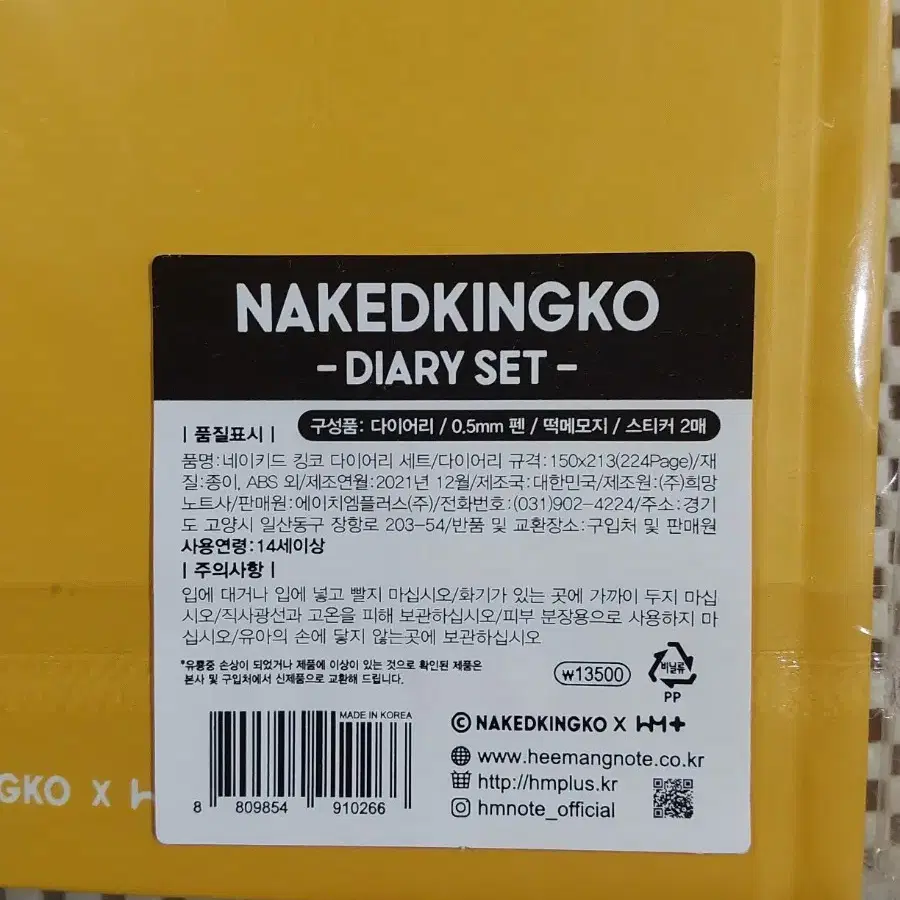 NAKEDKINGKO
-DIARY SET-
| 품질표시 | 구성품: 다이어리 / 0.5mm 펜 / 떡메모지 / 스티커 2매
품명:네이키드 킹코 다이어리 세트/다이어리 규격:150x213(224Page)/재
질:종이, ABS 외/제조연월:2021년 12월/제조국:대한민국/제조원:(주)희망
노트사/판매원:에이치엠플러스(주)/전화번호:(031)902-4224/주소:경기
도 고양시 일산동구 장항로 203-54/반품 및 교환장소:구입처 및 판매원
사용연령:14세이상
| 주의사항 |
입에 대거나 입에 넣고 빨지 마십시오/화기가 있는 곳에 가까이 두지 마십
시오/직사광선과 고온을 피해 보관하십시오/피부 분장용으로 사용하지 마
십시오/유아의 손에 닿지 않는곳에 보관하십시오
*유통중 손상이 되었거나 제품에 이상이 있는 것으로 확인된 제품은
본사 및 구입처에서 신제품으로 교환해 드립니다.
₩13500
비닐류
PP
MADE IN KOREA
8 809854 910266
© NAKEDKINGKO X HM+
www.heemangnote.co.kr
http://hmplus.kr
hmnote_official
NGKO X H